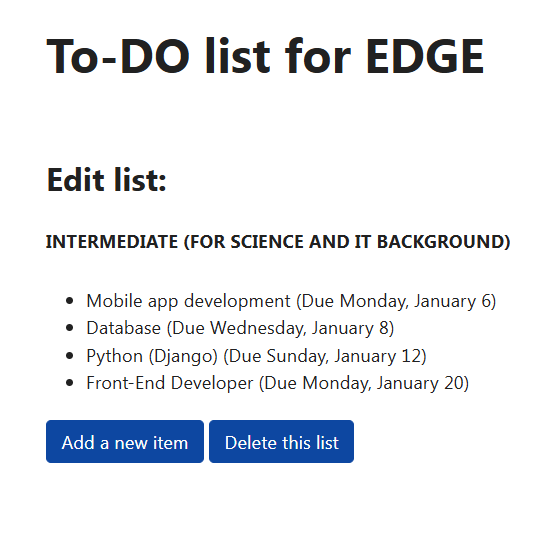 To-DO list for EDGE
Edit list:
INTERMEDIATE (FOR SCIENCE AND IT BACKGROUND)
Mobile app development (Due Monday, January 6)
Database (Due Wednesday, January 8)
Python (Django) (Due Sunday, January 12)
Front-End Developer (Due Monday, January 20)
Add a new item Delete this list